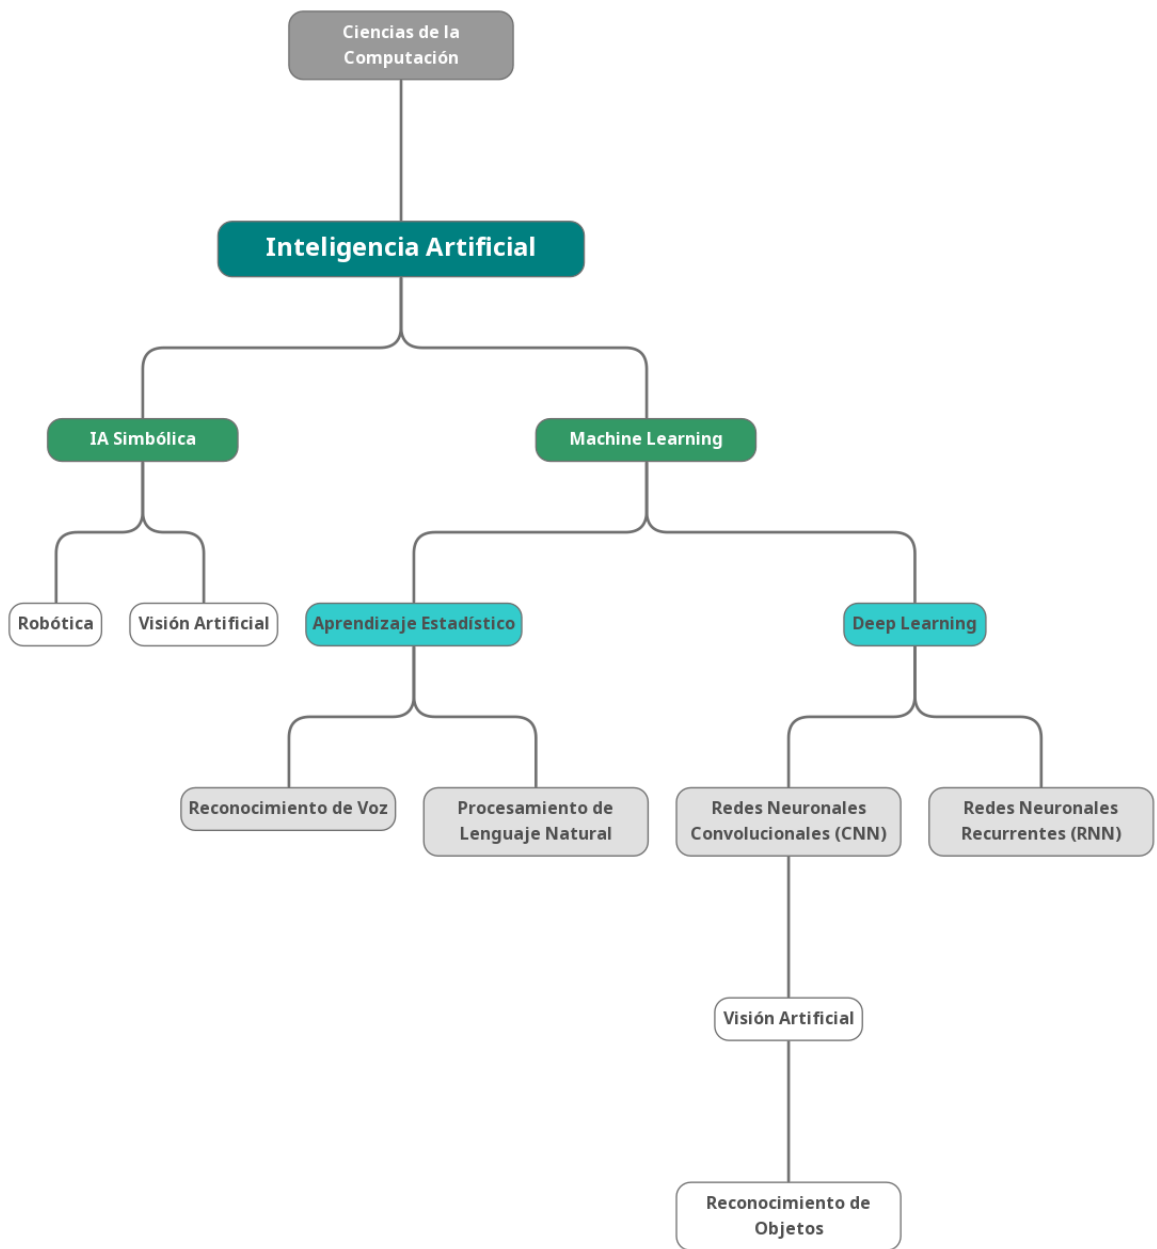 Ciencias de la
Computación
Inteligencia Artificial
IA Simbólica
Machine Learning
Robótica
Visión Artificial
Aprendizaje Estadístico
Deep Learning
Reconocimiento de Voz
Procesamiento de
Lenguaje Natural
Redes Neuronales
Convolucionales (CNN)
Redes Neuronales
Recurrentes (RNN)
Visión Artificial
Reconocimiento de
Objetos